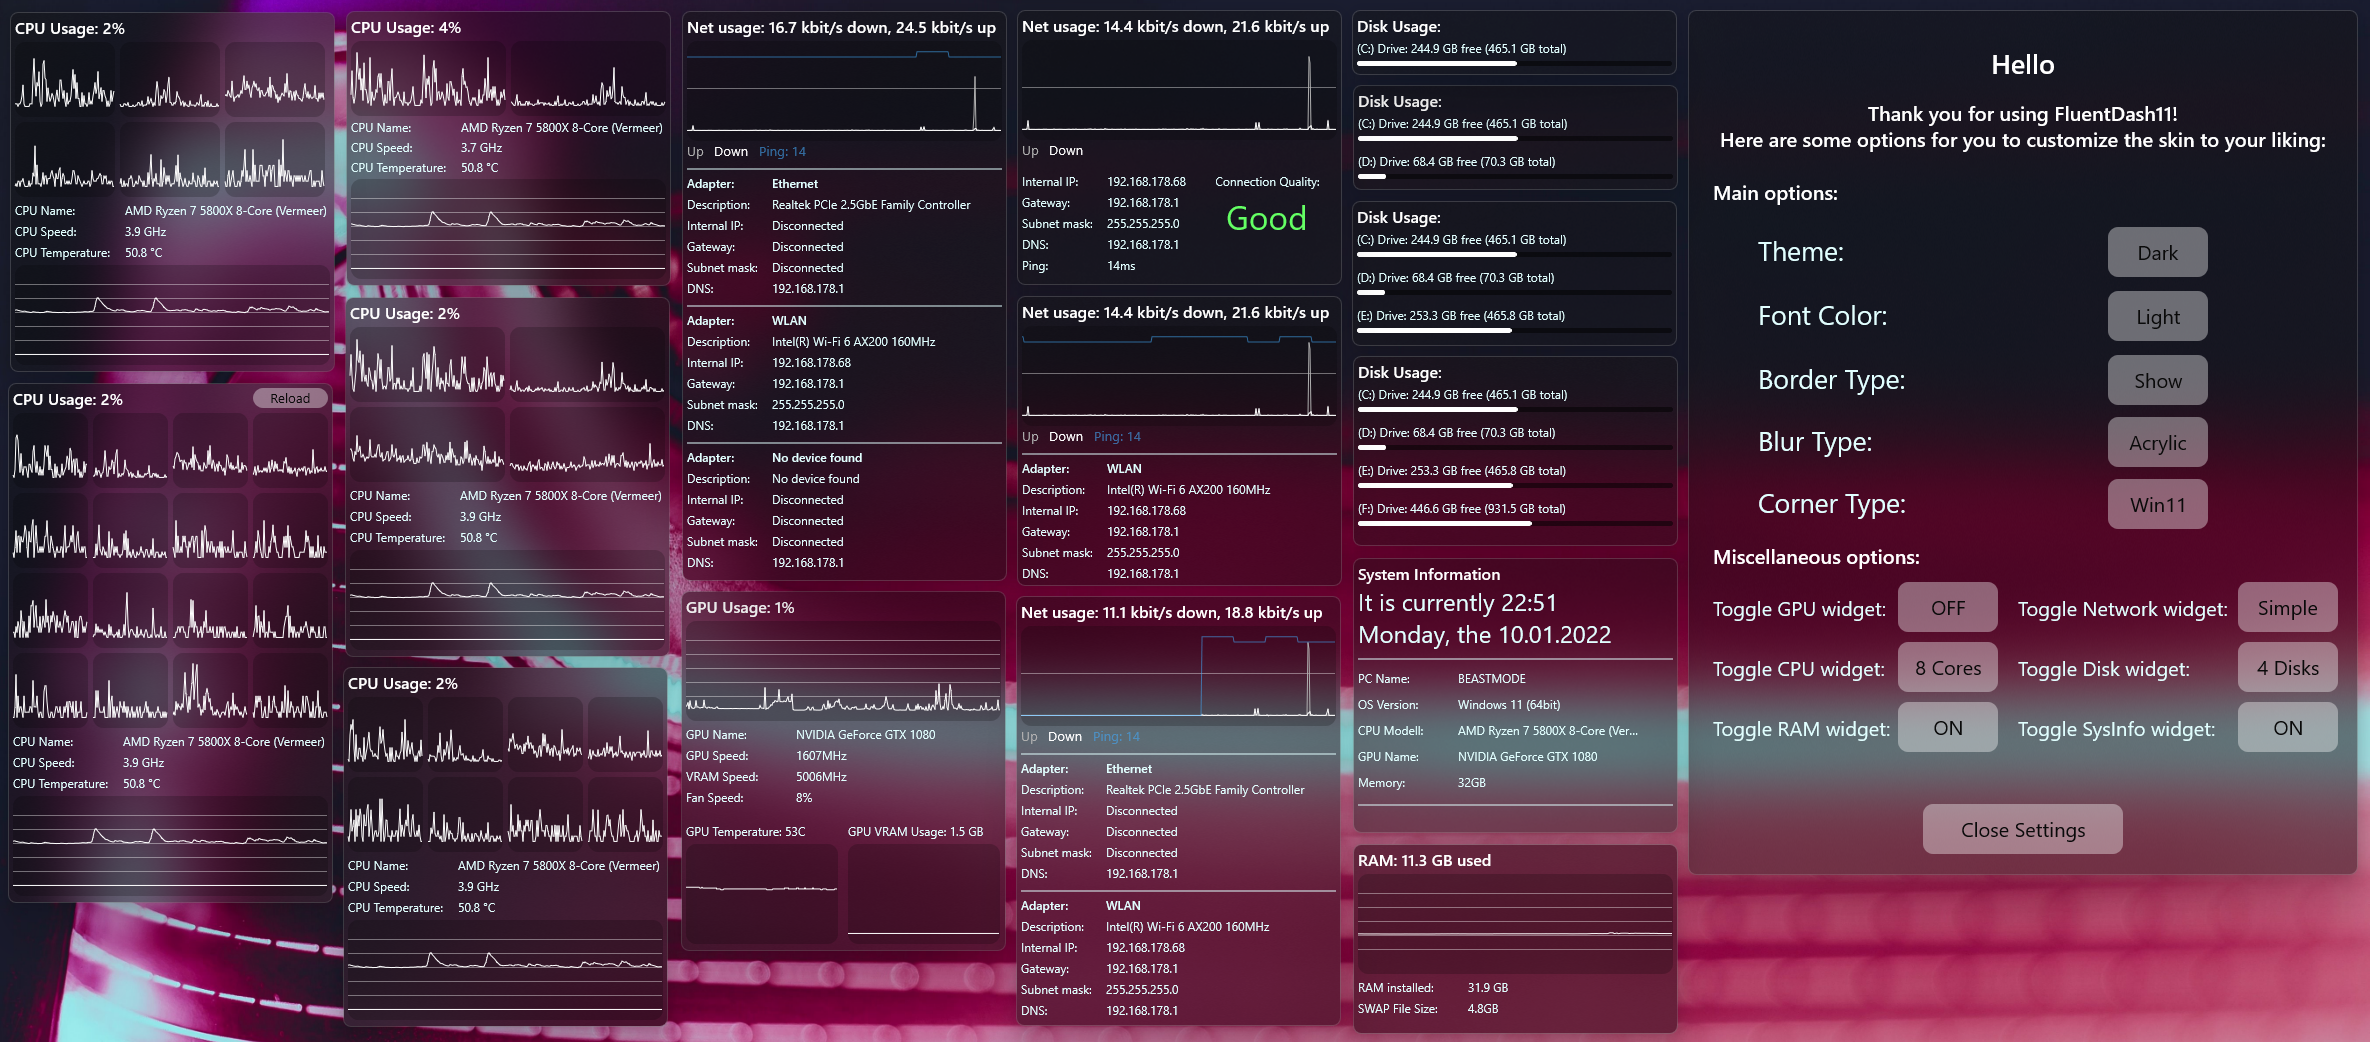 CPU Usage: 2%
CPU Name: AMD Ryzen 7 5800X 8-Core (Vermeer)
CPU Speed: 3.9 GHz
CPU Temperature: 50.8 °C
CPU Usage: 2%
Reload
CPU Name: AMD Ryzen 7 5800X 8-Core (Vermeer)
CPU Speed: 3.9 GHz
CPU Temperature: 50.8 °C
CPU Usage: 4%
CPU Name: AMD Ryzen 7 5800X 8-Core (Vermeer)
CPU Speed: 3.7 GHz
CPU Temperature: 50.8 °C
CPU Usage: 2%
CPU Name: AMD Ryzen 7 5800X 8-Core (Vermeer)
CPU Speed: 3.9 GHz
CPU Temperature: 50.8 °C
CPU Usage: 2%
CPU Name: AMD Ryzen 7 5800X 8-Core (Vermeer)
CPU Speed: 3.9 GHz
CPU Temperature: 50.8 °C
Net usage: 16.7 kbit/s down, 24.5 kbit/s up
Up Down Ping: 14
Adapter: Ethernet
Description: Realtek PCIe 2.5GbE Family Controller
Internal IP: Disconnected
Gateway: Disconnected
Subnet mask: Disconnected
DNS: 192.168.178.1
Adapter: WLAN
Description: Intel(R) Wi-Fi 6 AX200 160MHz
Internal IP: 192.168.178.68
Gateway: 192.168.178.1
Subnet mask: 255.255.255.0
DNS: 192.168.178.1
Adapter: No device found
Description: No device found
Internal IP: Disconnected
Gateway: Disconnected
Subnet mask: Disconnected
DNS: 192.168.178.1
GPU Usage: 1%
GPU Name: NVIDIA GeForce GTX 1080
GPU Speed: 1607MHz
VRAM Speed: 5006MHz
Fan Speed: 8%
GPU Temperature: 53C GPU VRAM Usage: 1.5 GB
Net usage: 14.4 kbit/s down, 21.6 kbit/s up
Up Down
Internal IP: 192.168.178.68
Gateway: 192.168.178.1
Subnet mask: 255.255.255.0
DNS: 192.168.178.1
Ping: 14ms
Connection Quality:
Good
Net usage: 14.4 kbit/s down, 21.6 kbit/s up
Up Down Ping: 14
Adapter: WLAN
Description: Intel(R) Wi-Fi 6 AX200 160MHz
Internal IP: 192.168.178.68
Gateway: 192.168.178.1
Subnet mask: 255.255.255.0
DNS: 192.168.178.1
Net usage: 11.1 kbit/s down, 18.8 kbit/s up
Up Down Ping: 14
Adapter: Ethernet
Description: Realtek PCIe 2.5GbE Family Controller
Internal IP: Disconnected
Gateway: Disconnected
Subnet mask: Disconnected
DNS: 192.168.178.1
Adapter: WLAN
Description: Intel(R) Wi-Fi 6 AX200 160MHz
Internal IP: 192.168.178.68
Gateway: 192.168.178.1
Subnet mask: 255.255.255.0
DNS: 192.168.178.1
Disk Usage:
(C:) Drive: 244.9 GB free (465.1 GB total)
Disk Usage:
(C:) Drive: 244.9 GB free (465.1 GB total)
(D:) Drive: 68.4 GB free (70.3 GB total)
Disk Usage:
(C:) Drive: 244.9 GB free (465.1 GB total)
(D:) Drive: 68.4 GB free (70.3 GB total)
(E:) Drive: 253.3 GB free (465.8 GB total)
Disk Usage:
(C:) Drive: 244.9 GB free (465.1 GB total)
(D:) Drive: 68.4 GB free (70.3 GB total)
(E:) Drive: 253.3 GB free (465.8 GB total)
(F:) Drive: 446.6 GB free (931.5 GB total)
System Information
It is currently 22:51
Monday, the 10.01.2022
PC Name: BEASTMODE
OS Version: Windows 11 (64bit)
CPU Modell: AMD Ryzen 7 5800X 8-Core (Ver...
GPU Name: NVIDIA GeForce GTX 1080
Memory: 32GB
RAM: 11.3 GB used
RAM installed: 31.9 GB
SWAP File Size: 4.8GB
Hello
Thank you for using FluentDash11!
Here are some options for you to customize the skin to your liking:
Main options:
Theme: Dark
Font Color: Light
Border Type: Show
Blur Type: Acrylic
Corner Type: Win11
Miscellaneous options:
Toggle GPU widget: OFF Toggle Network widget: Simple
Toggle CPU widget: 8 Cores Toggle Disk widget: 4 Disks
Toggle RAM widget: ON Toggle SysInfo widget: ON
Close Settings